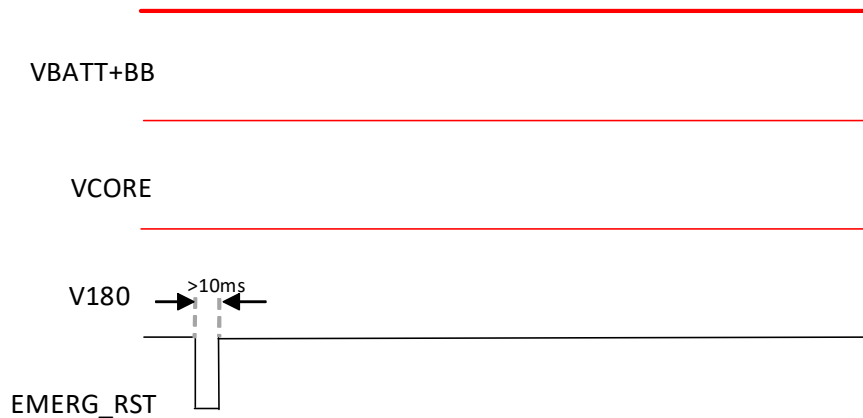 VBATT+BB
VCORE
>10ms
V180
EMERG_RST